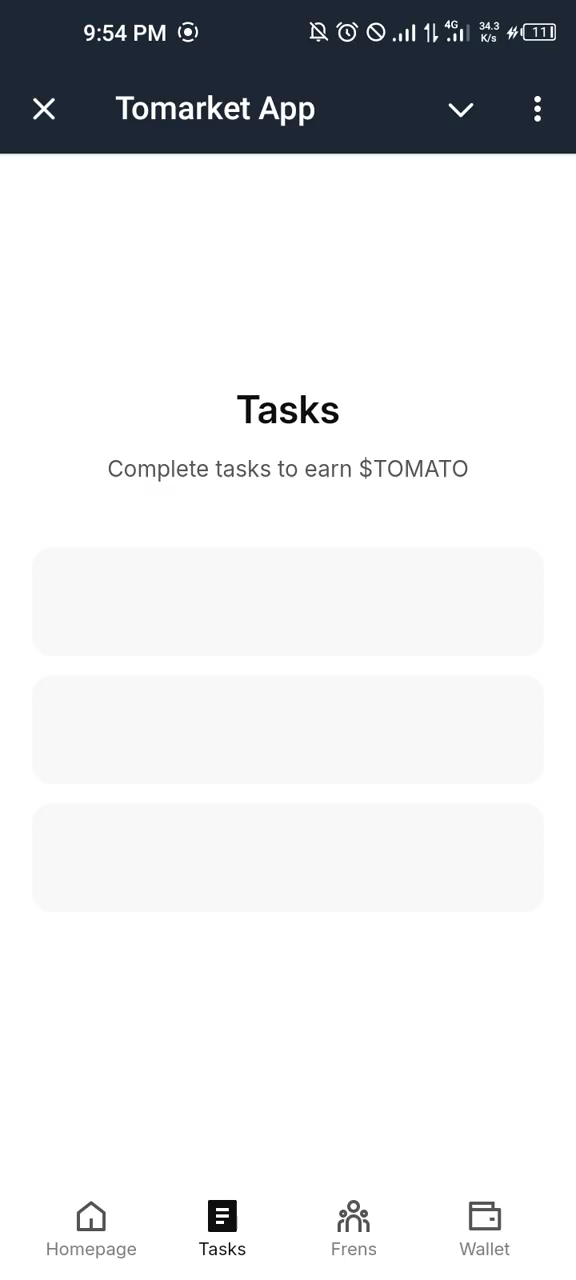 9:54 PM
4G
34.3
K/s
11
Tomarket App
Tasks
Complete tasks to earn $TOMATO
Homepage
Tasks
Frens
Wallet